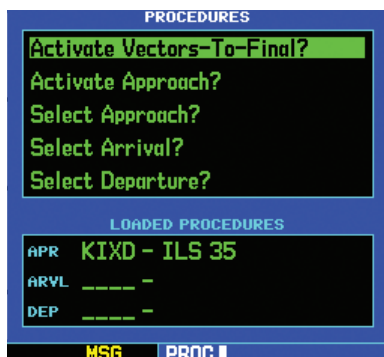 PROCEDURES
Activate Vectors-To-Final?
Activate Approach?
Select Approach?
Select Arrival?
Select Departure?
LOADED PROCEDURES
APR KIXD - ILS 35
ARVL ____ -
DEP ____ -
MSG PROC